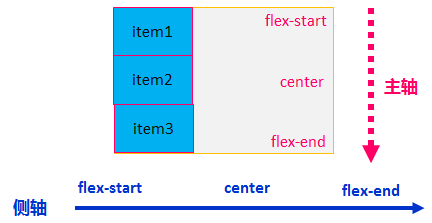 item1
flex-start
item2
center
主轴
item3
flex-end
flex-start
center
flex-end
侧轴